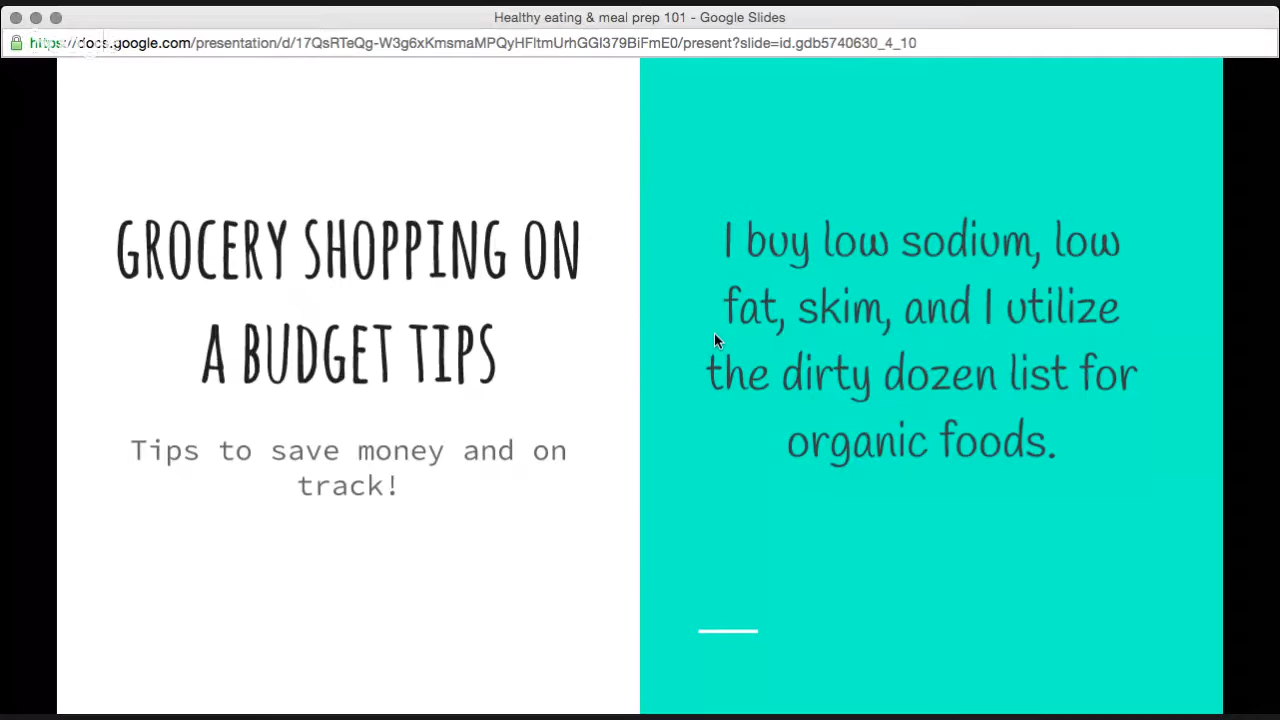 Healthy eating & meal prep 101 - Google Slides
https://docs.google.com/presentation/d/17QsRTeQg-W3g6xKmsmaMPQyHFltmUrhGGl379BiFmE0/present?slide=id.gdb5740630_4_10
GROCERY SHOPPING ON
A BUDGET TIPS
Tips to save money and on
track!
I buy low sodium, low
fat, skim, and I utilize
the dirty dozen list for
organic foods.